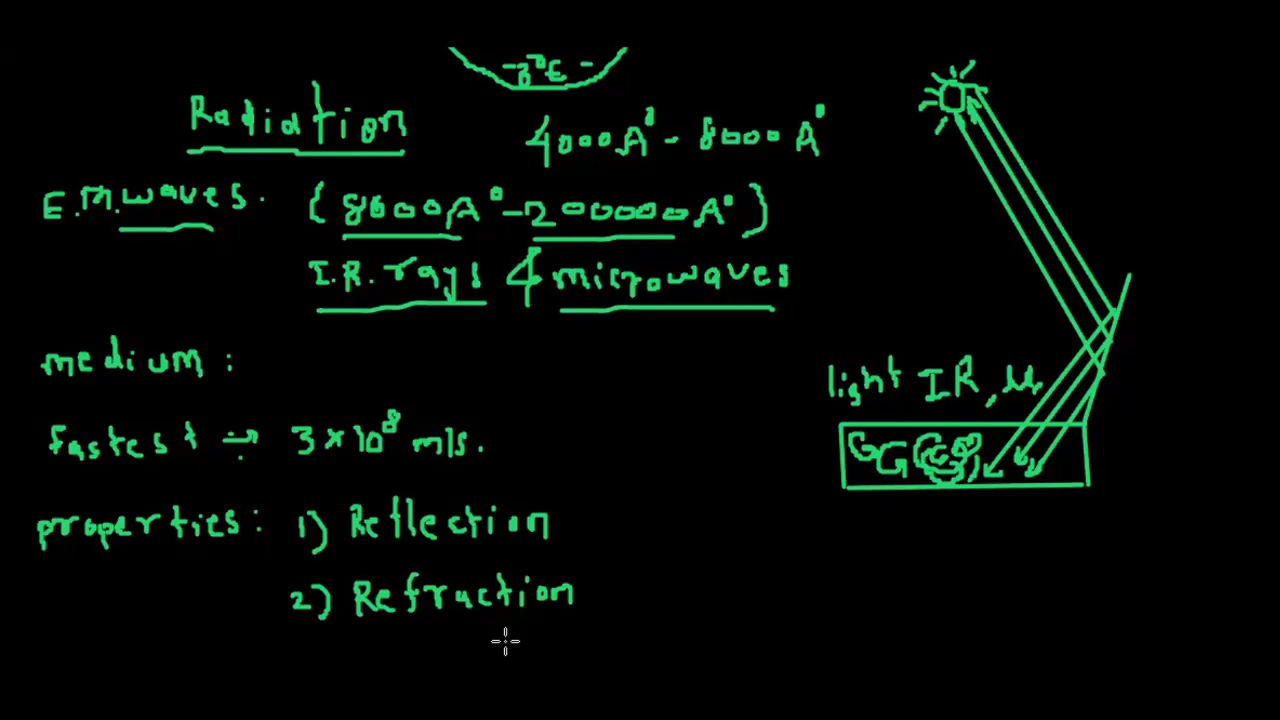 Radiation
4000A° - 8000A°
E.M.waves. (8000A° - 200000A°)
I.R. rays & microwaves
medium :
light IR, μ
fastest → 3×10⁸ m/s.
properties : 1) Reflection
2) Refraction